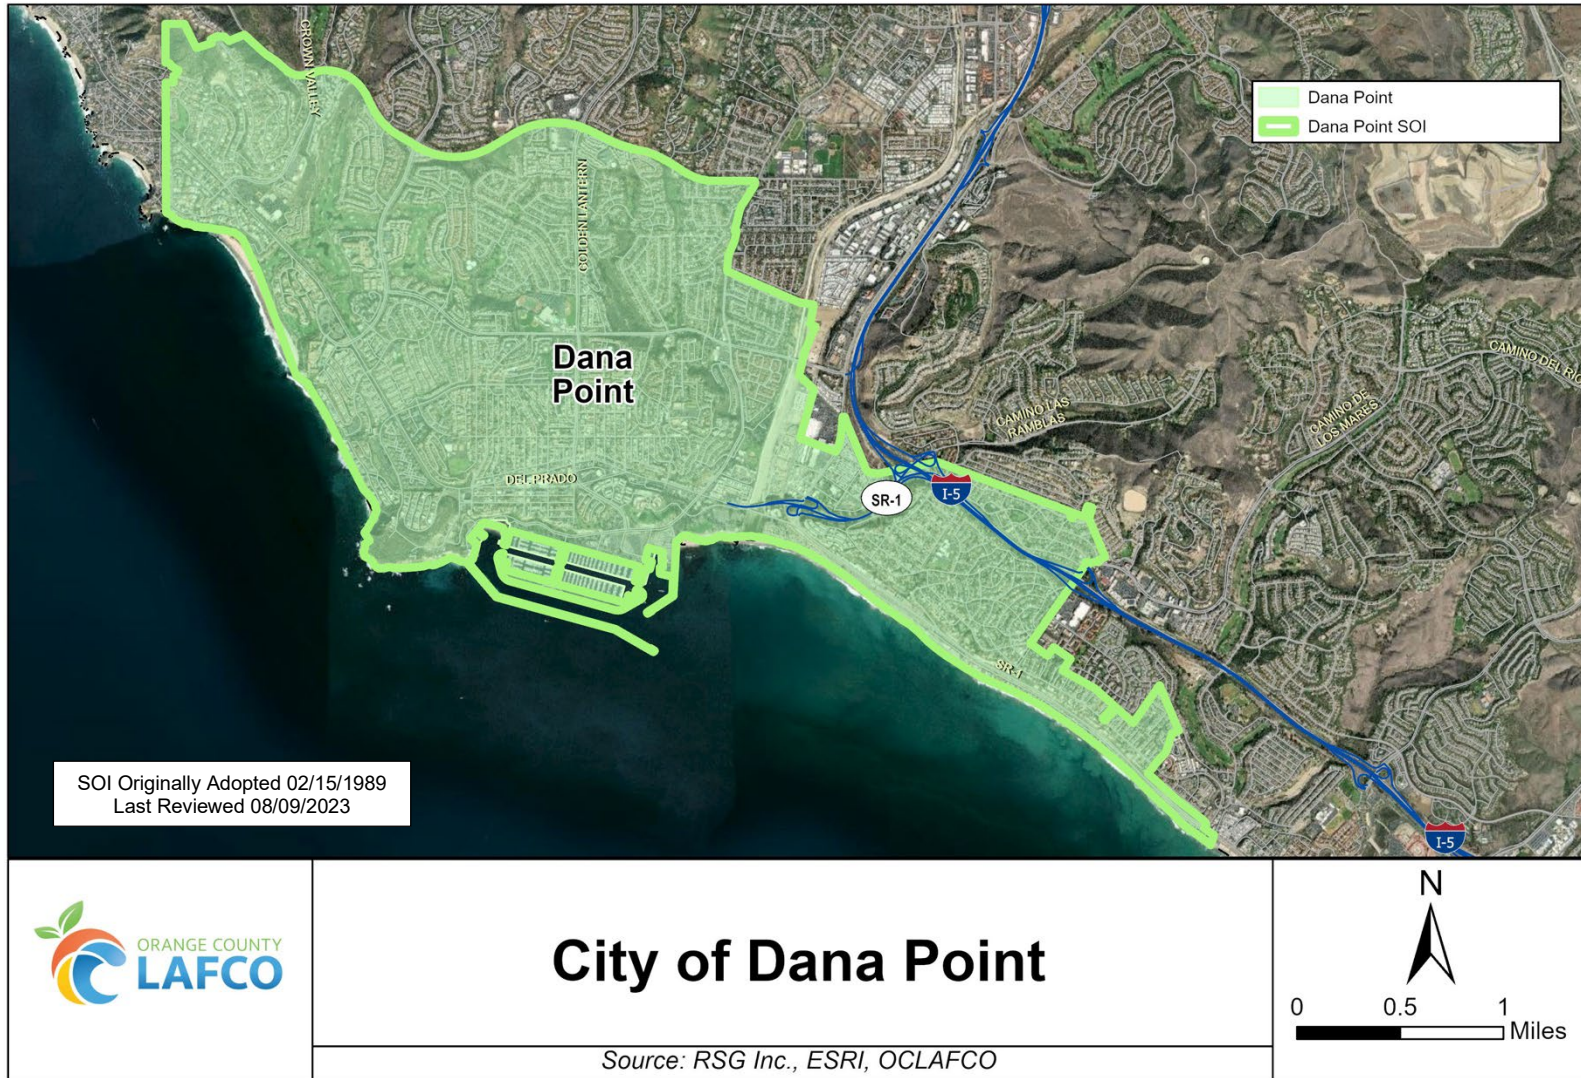 CROWN VALLEY
GOLDEN LANTERN
Dana Point
Dana Point SOI
Dana
Point
DEL PRADO
SR-1
I-5
CAMINO LAS
RAMBLAS
CAMINO DE
LOS MARES
CAMINO DEL RIO
SR-1
I-5
SOI Originally Adopted 02/15/1989
Last Reviewed 08/09/2023
ORANGE COUNTY
LAFCO
City of Dana Point
Source: RSG Inc., ESRI, OCLAFCO
N
0 0.5 1
Miles